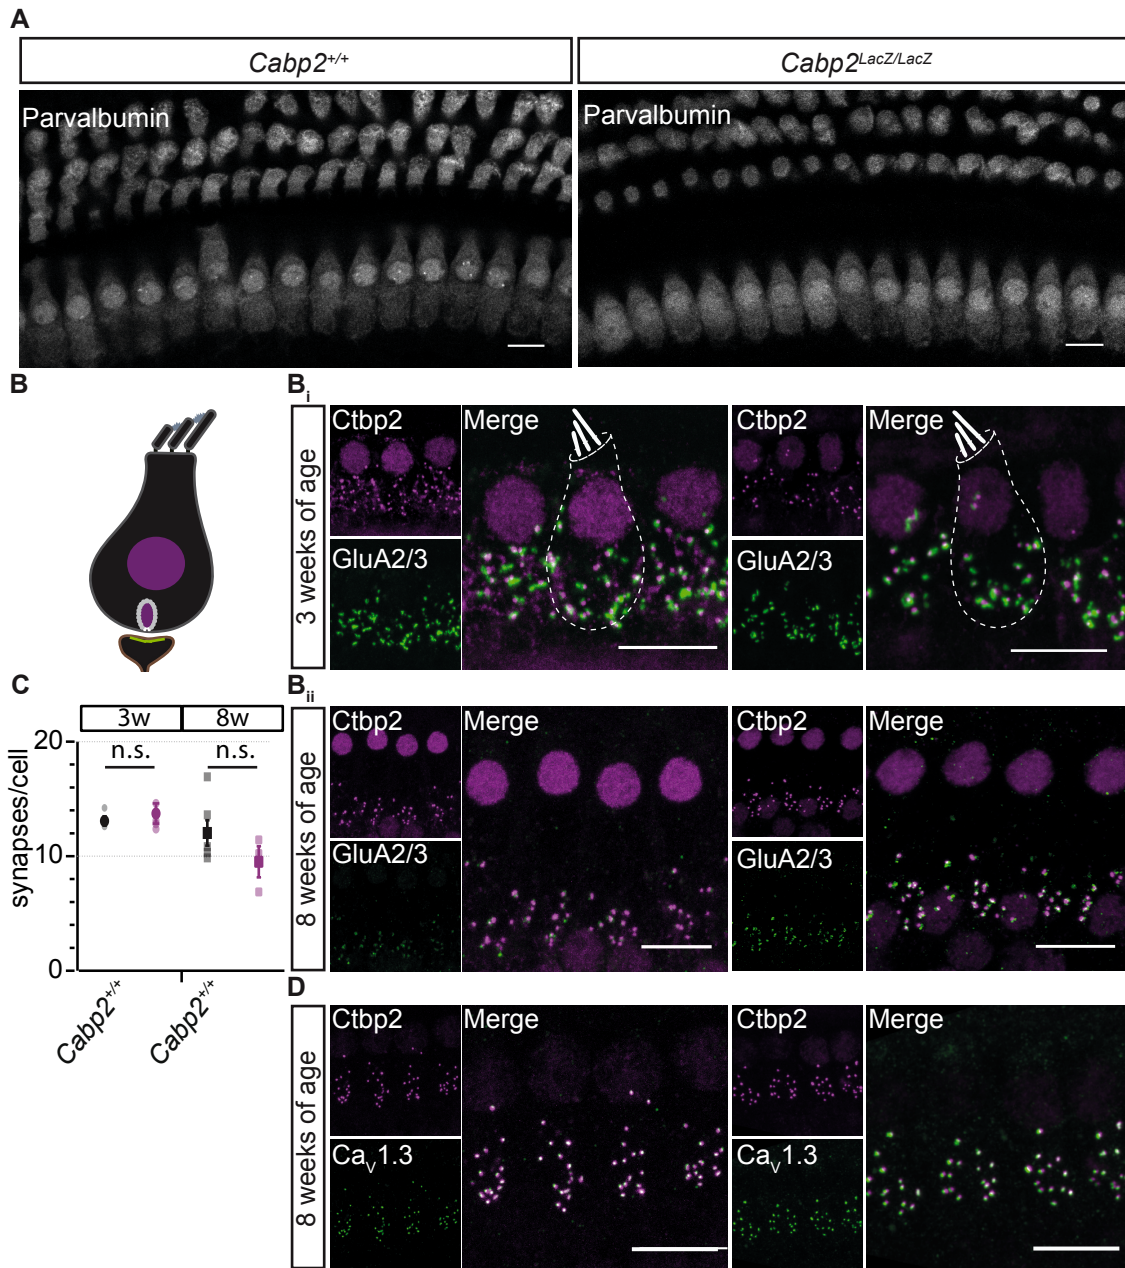 A
Cabp2+/+
Cabp2LacZ/LacZ
Parvalbumin
Parvalbumin
B
Bi
3 weeks of age
Ctbp2
Merge
Ctbp2
Merge
GluA2/3
GluA2/3
C
3w
8w
20
n.s.
n.s.
10
0
synapses/cell
Cabp2+/+
Cabp2+/+
Bii
8 weeks of age
Ctbp2
Merge
Ctbp2
Merge
GluA2/3
GluA2/3
D
8 weeks of age
Ctbp2
Merge
Ctbp2
Merge
CaV1.3
CaV1.3